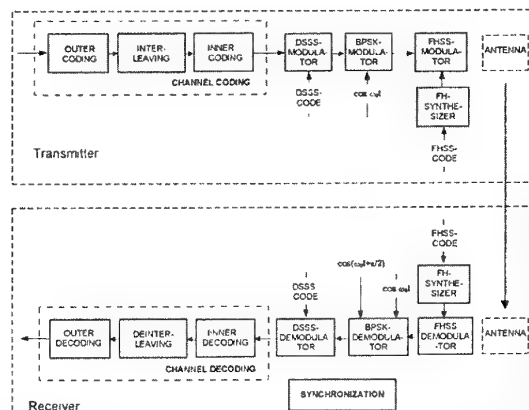 OUTER
CODING
INTER-
LEAVING
INNER
CODING
CHANNEL CODING
DSSS-
MODULA-
TOR
BPSK-
MODULA-
TOR
FHSS-
MODULA-
TOR
ANTENNA
DSSS-
CODE
cos ω₀t
FH-
SYNTHE-
SIZER
FHSS-
CODE
Transmitter
FHSS-
CODE
cos(ω₀t+π/2)
FH-
SYNTHE-
SIZER
DSSS
CODE
cos ω₀t
OUTER
DECODING
DEINTER-
LEAVING
INNER
DECODING
CHANNEL DECODING
DSSS-
DEMODULA-
TOR
BPSK-
DEMODULA-
TOR
FHSS
DEMODULA-
TOR
ANTENNA
SYNCHRONIZATION
Receiver